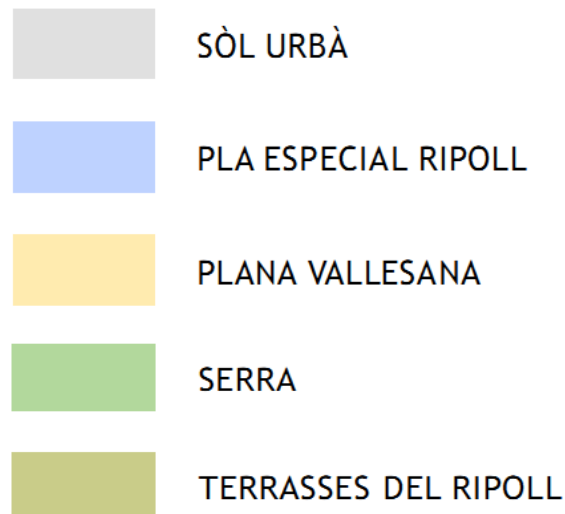 SÒL URBÀ
PLA ESPECIAL RIPOLL
PLANA VALLESANA
SERRA
TERRASSES DEL RIPOLL